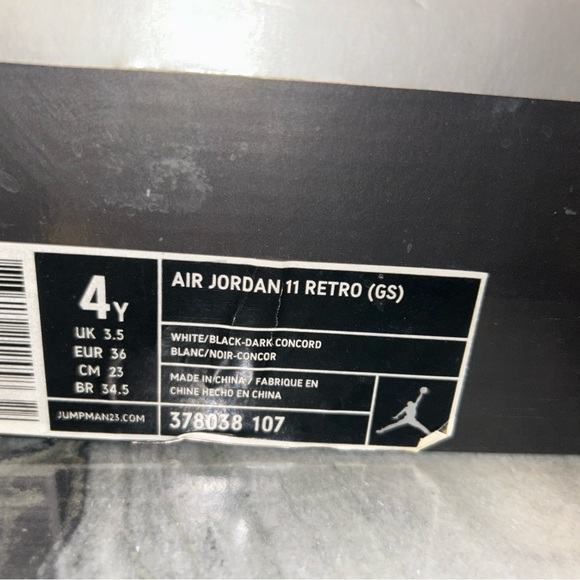 4Y
UK 3.5
EUR 36
CM 23
BR 34.5
JUMPMAN23.COM
AIR JORDAN 11 RETRO (GS)
WHITE/BLACK-DARK CONCORD
BLANC/NOIR-CONCOR
MADE IN CHINA / FABRIQUE EN
CHINE HECHO EN CHINA
378038 107